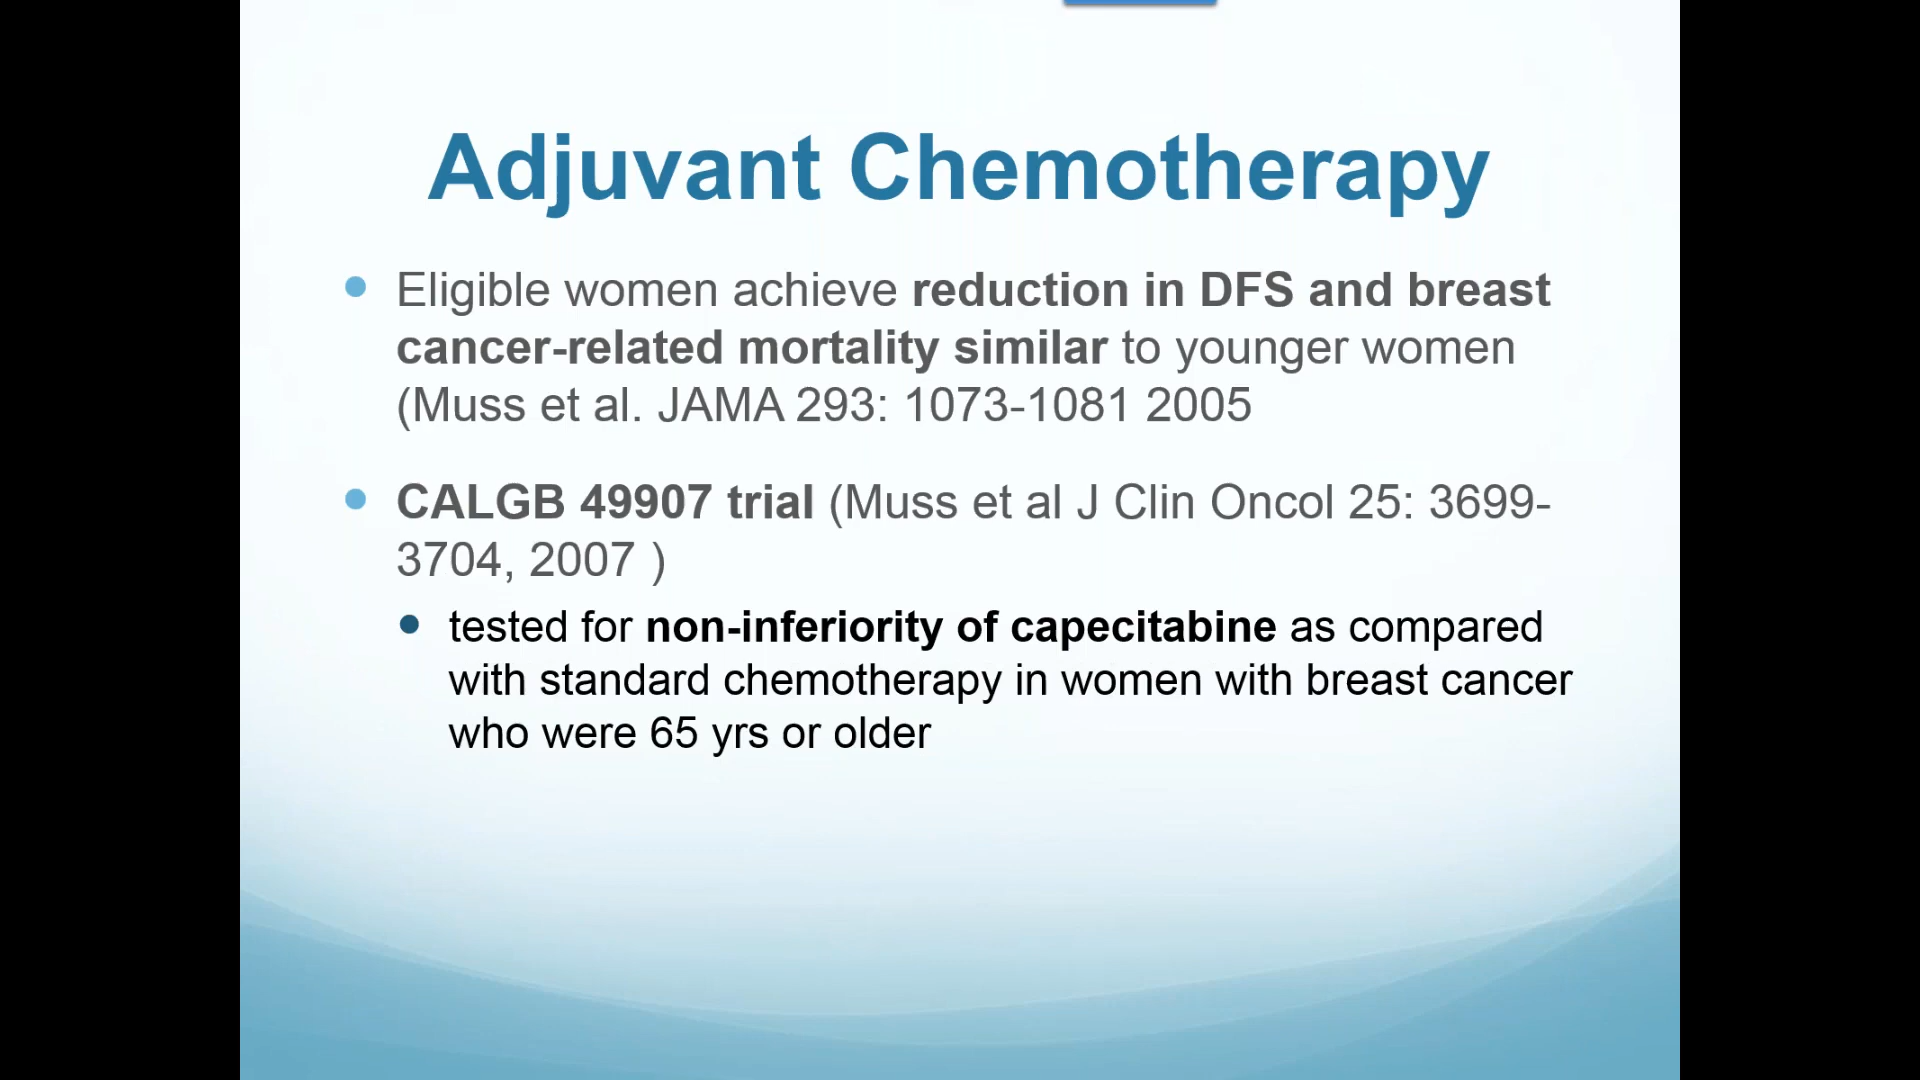 Adjuvant Chemotherapy
Eligible women achieve reduction in DFS and breast
cancer-related mortality similar to younger women
(Muss et al. JAMA 293: 1073-1081 2005
CALGB 49907 trial (Muss et al J Clin Oncol 25: 3699-
3704, 2007 )
tested for non-inferiority of capecitabine as compared
with standard chemotherapy in women with breast cancer
who were 65 yrs or older